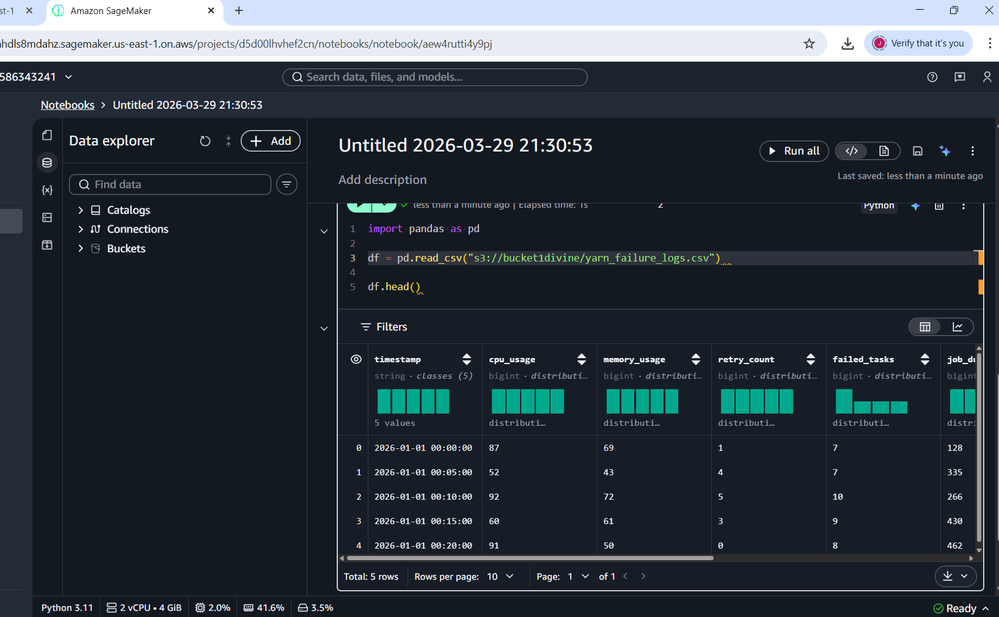 st-1
Amazon SageMaker
nhdls8mdahz.sagemaker.us-east-1.on.aws/projects/d5d00lhvhef2cn/notebooks/notebook/aew4rutti4y9pj
J
Verify that it's you
586343241
Search data, files, and models...
Notebooks > Untitled 2026-03-29 21:30:53
Data explorer
Add
Find data
Catalogs
Connections
Buckets
Untitled 2026-03-29 21:30:53
Run all
Add description
Last saved: less than a minute ago
less than a minute ago | Elapsed time: 1s
2
Python
1 import pandas as pd
2
3 df = pd.read_csv("s3://bucket1divine/yarn_failure_logs.csv")
4
5 df.head()
Filters
timestamp cpu_usage memory_usage retry_count failed_tasks job_du
string · classes (5) bigint · distributi… bigint · distributi… bigint · distributi… bigint · distributi… bigint
5 values distributi… distributi… distributi… distributi… distri
0 2026-01-01 00:00:00 87 69 1 7 128
1 2026-01-01 00:05:00 52 43 4 7 335
2 2026-01-01 00:10:00 92 72 5 10 266
3 2026-01-01 00:15:00 60 61 3 9 430
4 2026-01-01 00:20:00 91 50 0 8 462
Total: 5 rows Rows per page: 10 Page: 1 of 1
Python 3.11 2 vCPU • 4 GiB 2.0% 41.6% 3.5% Ready